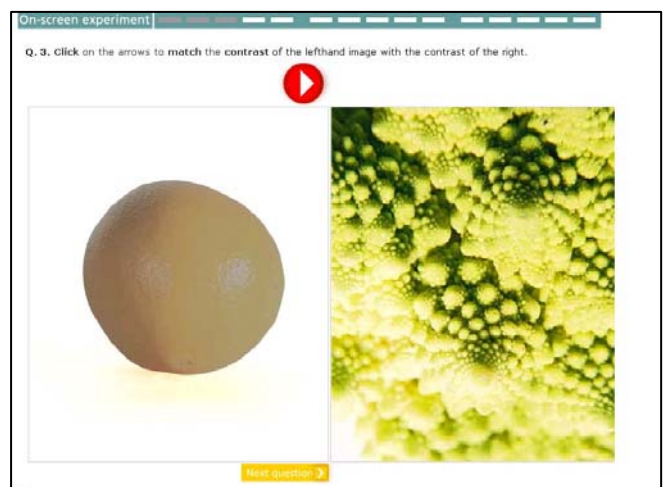 On-screen experiment
Q. 3. Click on the arrows to match the contrast of the lefthand image with the contrast of the right.
Next question